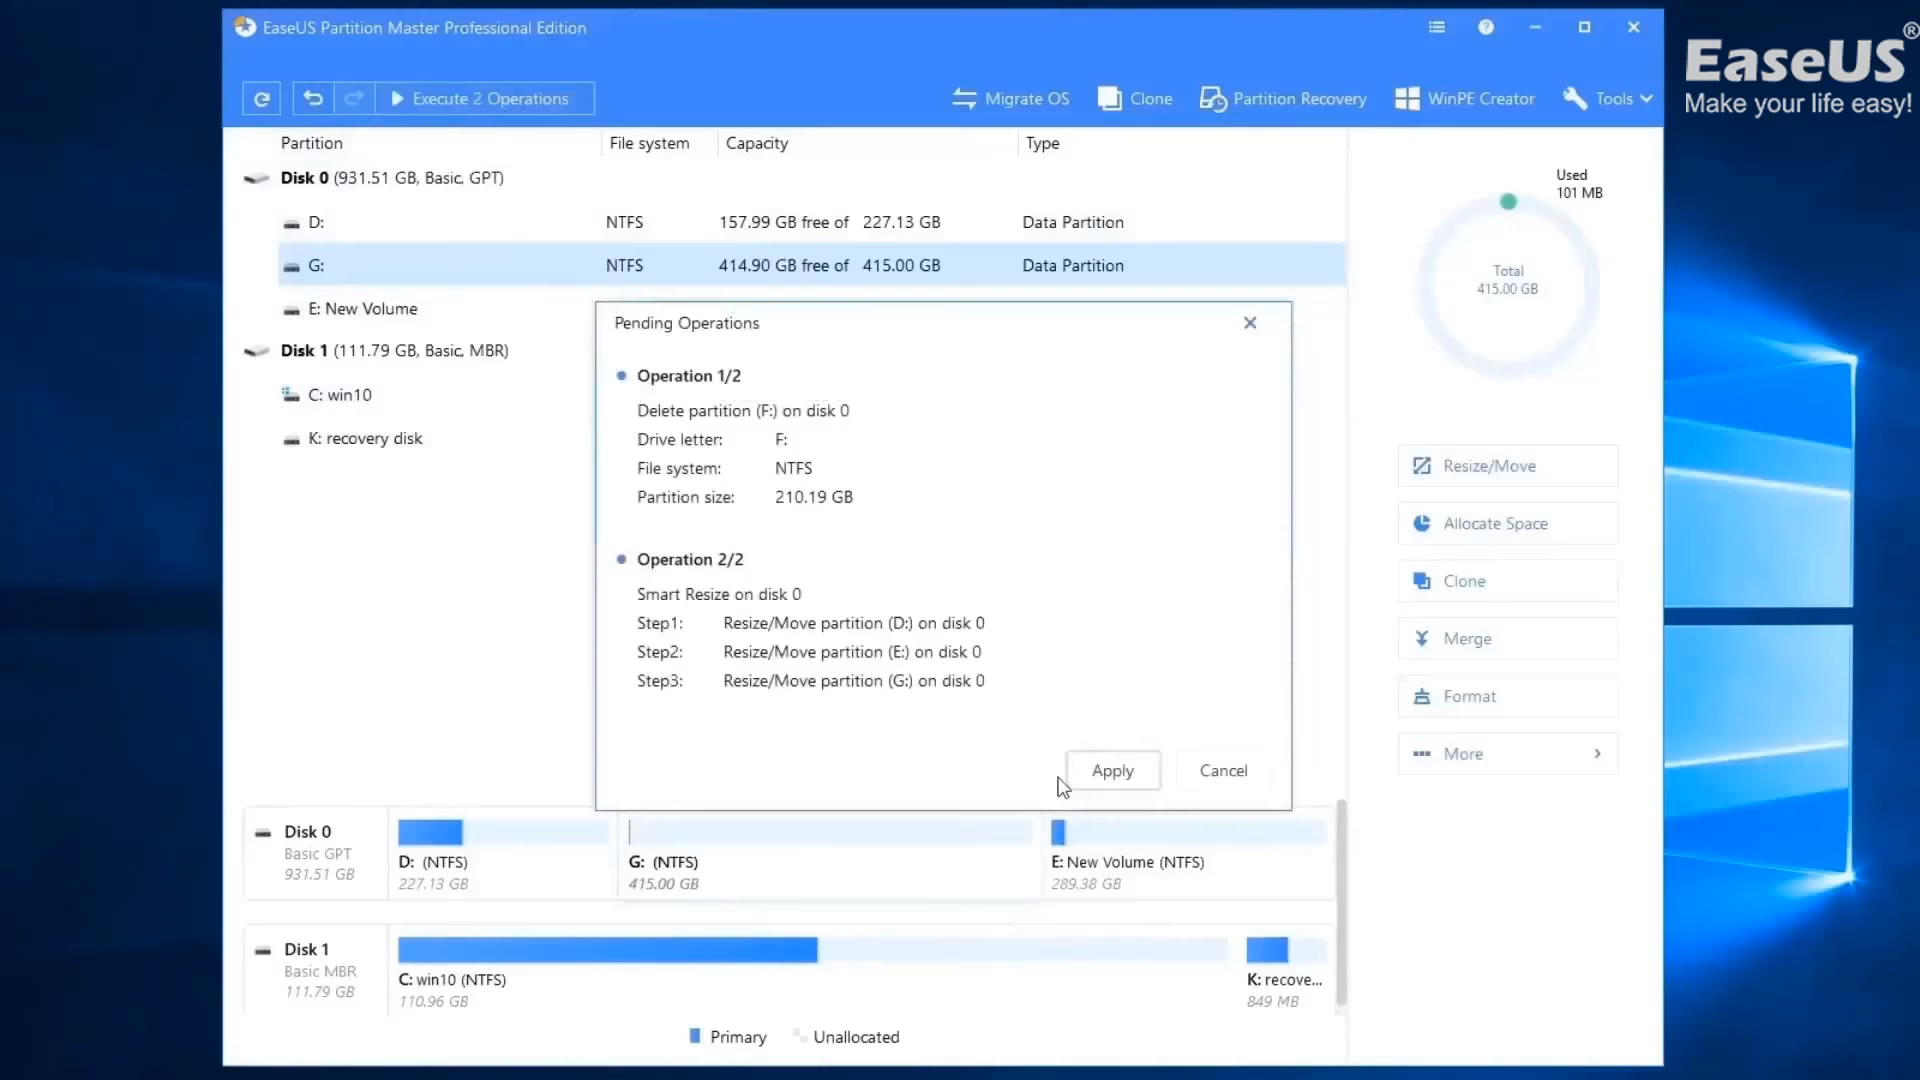 EaseUS Partition Master Professional Edition
EaseUS®
Make your life easy!
Execute 2 Operations
Migrate OS
Clone
Partition Recovery
WinPE Creator
Tools
Partition File system Capacity Type
Disk 0 (931.51 GB, Basic, GPT)
D: NTFS 157.99 GB free of 227.13 GB Data Partition
G: NTFS 414.90 GB free of 415.00 GB Data Partition
E: New Volume
Disk 1 (111.79 GB, Basic, MBR)
C: win10
K: recovery disk
Pending Operations
Operation 1/2
Delete partition (F:) on disk 0
Drive letter: F:
File system: NTFS
Partition size: 210.19 GB
Operation 2/2
Smart Resize on disk 0
Step1: Resize/Move partition (D:) on disk 0
Step2: Resize/Move partition (E:) on disk 0
Step3: Resize/Move partition (G:) on disk 0
Apply
Cancel
Used
101 MB
Total
415.00 GB
Resize/Move
Allocate Space
Clone
Merge
Format
More
Disk 0
Basic GPT
931.51 GB
D: (NTFS)
227.13 GB
G: (NTFS)
415.00 GB
E: New Volume (NTFS)
289.38 GB
Disk 1
Basic MBR
111.79 GB
C: win10 (NTFS)
110.96 GB
K: recove...
849 MB
Primary
Unallocated